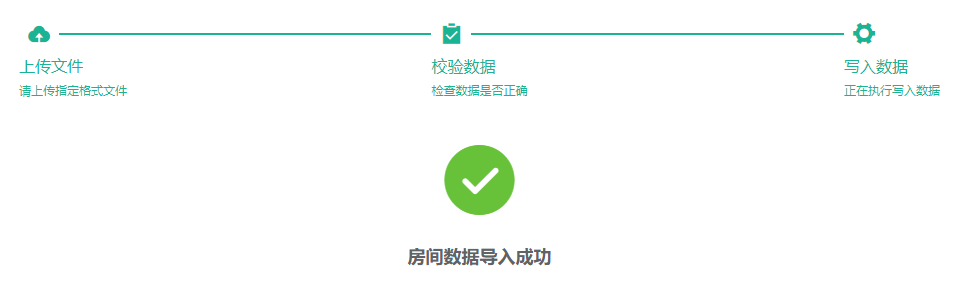 上传文件
请上传指定格式文件
校验数据
检查数据是否正确
写入数据
正在执行写入数据
房间数据导入成功